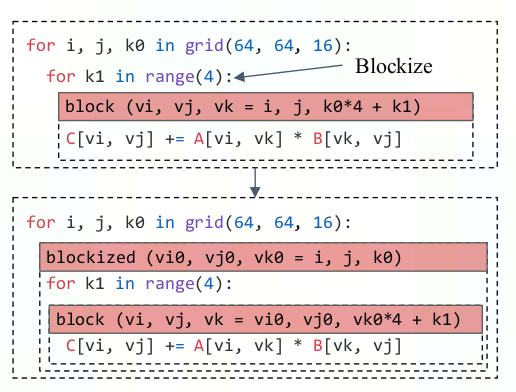 for i, j, k0 in grid(64, 64, 16):
for k1 in range(4):
Blockize
block (vi, vj, vk = i, j, k0*4 + k1)
C[vi, vj] += A[vi, vk] * B[vk, vj]
for i, j, k0 in grid(64, 64, 16):
blockized (vi0, vj0, vk0 = i, j, k0)
for k1 in range(4):
block (vi, vj, vk = vi0, vj0, vk0*4 + k1)
C[vi, vj] += A[vi, vk] * B[vk, vj]